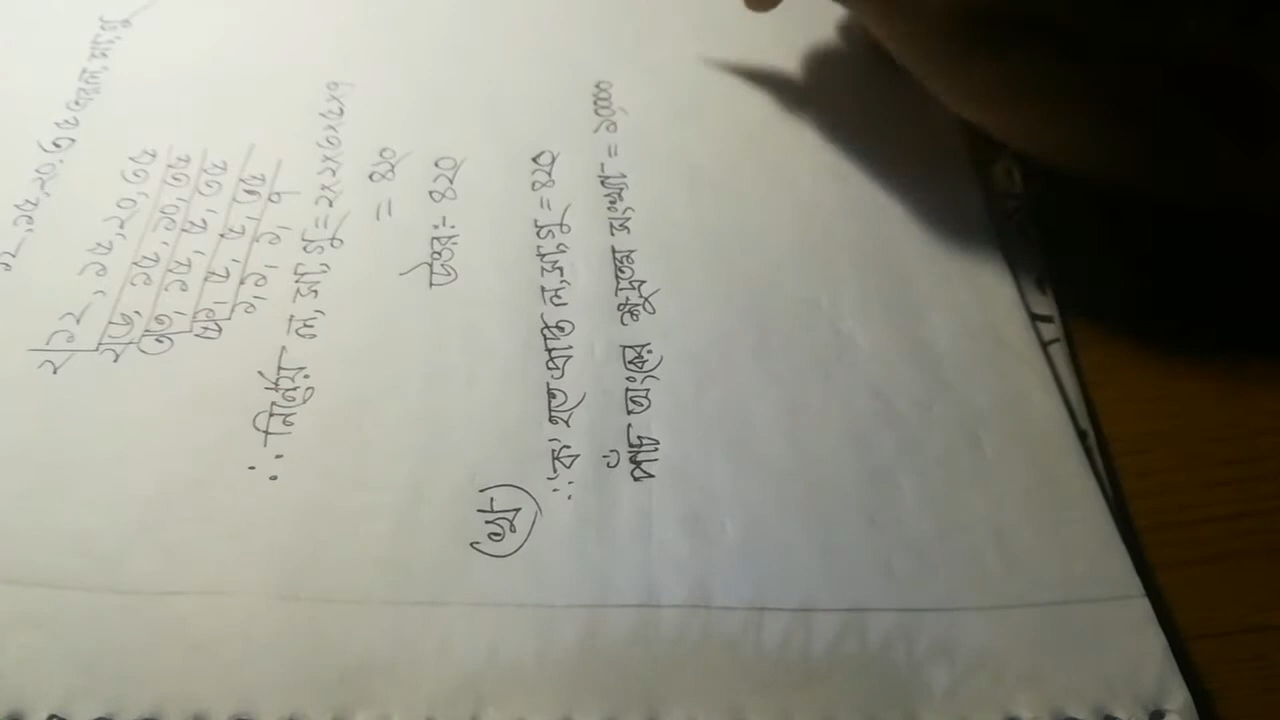 ১২, ১৫, ২০, ৩৫ এর ল, সা, গু
২|১২, ১৫, ২০, ৩৫
২|৬, ১৫, ১০, ৩৫
৩|৩, ১৫, ৫, ৩৫
৫|১, ৫, ৫, ৩৫
১, ১, ১, ৭
∴ নির্ণেয় ল, সা, গু = ২×২×৩×৫×৭
= ৪২০
উত্তর:- ৪২০
(খ)
∴ 'ক' হতে প্রাপ্ত ল, সা, গু = ৪২০
পাঁচ অংকের ক্ষুদ্রতম সংখ্যা = ১০,০০০